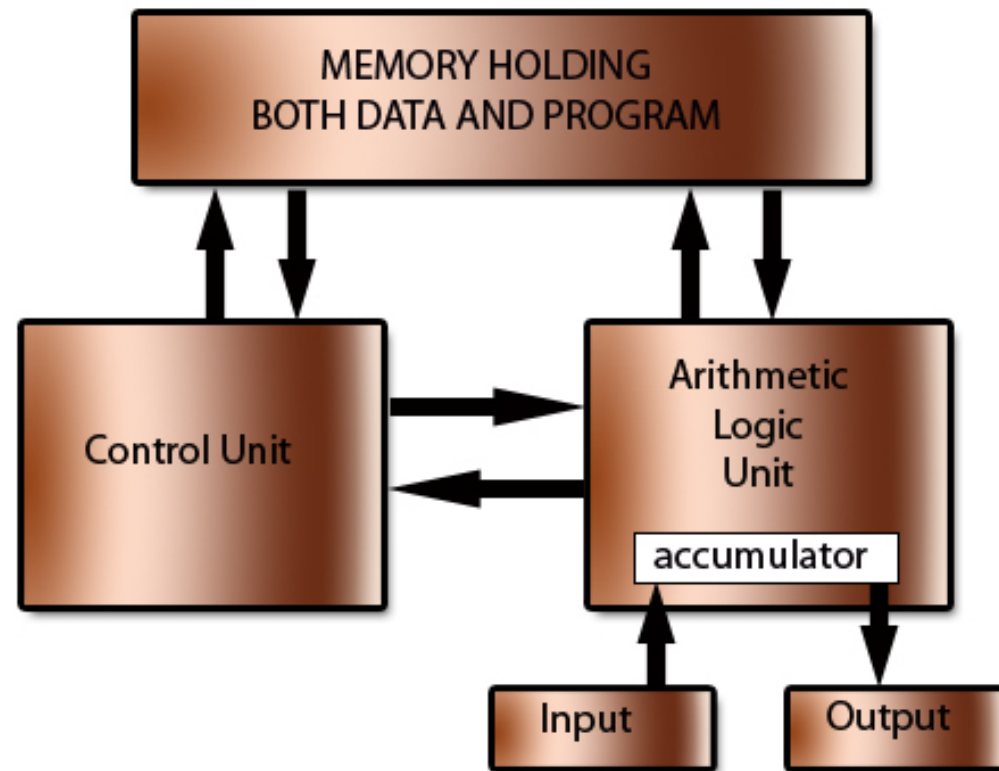 MEMORY HOLDING
BOTH DATA AND PROGRAM
Control Unit
Arithmetic
Logic
Unit
accumulator
Input
Output